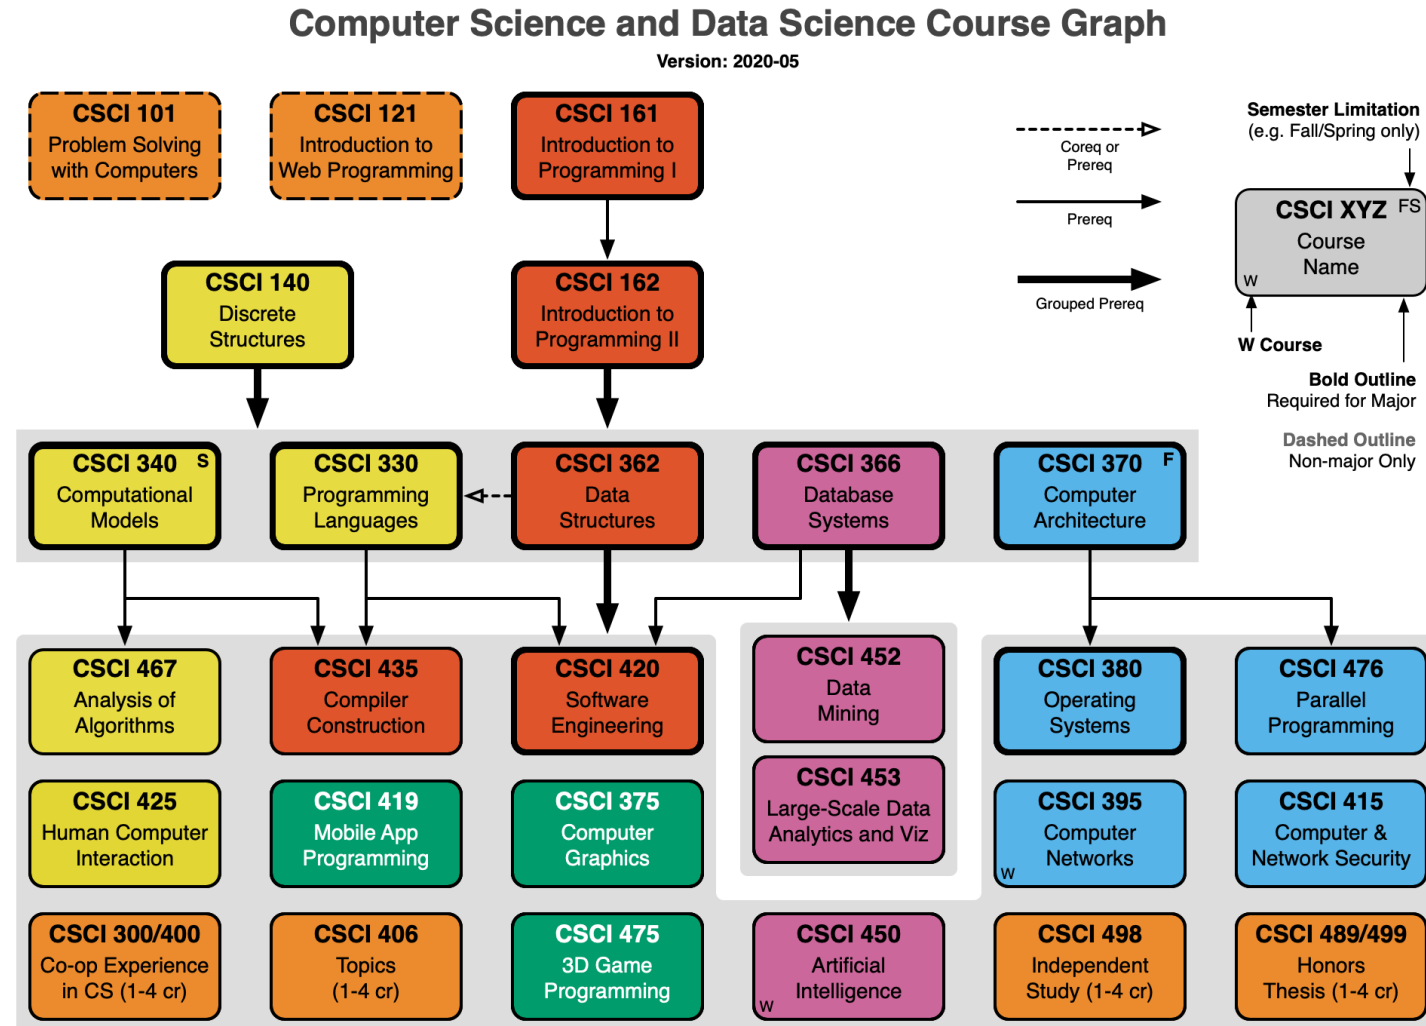 Computer Science and Data Science Course Graph
Version: 2020-05
CSCI 101
Problem Solving
with Computers
CSCI 121
Introduction to
Web Programming
CSCI 161
Introduction to
Programming I
Coreq or
Prereq
Prereq
Grouped Prereq
Semester Limitation
(e.g. Fall/Spring only)
CSCI XYZ FS
Course
Name
W
W Course
Bold Outline
Required for Major
Dashed Outline
Non-major Only
CSCI 140
Discrete
Structures
CSCI 162
Introduction to
Programming II
CSCI 340 S
Computational
Models
CSCI 330
Programming
Languages
CSCI 362
Data
Structures
CSCI 366
Database
Systems
CSCI 370 F
Computer
Architecture
CSCI 467
Analysis of
Algorithms
CSCI 435
Compiler
Construction
CSCI 420
Software
Engineering
CSCI 452
Data
Mining
CSCI 380
Operating
Systems
CSCI 476
Parallel
Programming
CSCI 425
Human Computer
Interaction
CSCI 419
Mobile App
Programming
CSCI 375
Computer
Graphics
CSCI 453
Large-Scale Data
Analytics and Viz
CSCI 395
Computer
Networks
W
CSCI 415
Computer &
Network Security
CSCI 300/400
Co-op Experience
in CS (1-4 cr)
CSCI 406
Topics
(1-4 cr)
CSCI 475
3D Game
Programming
CSCI 450
Artificial
Intelligence
W
CSCI 498
Independent
Study (1-4 cr)
CSCI 489/499
Honors
Thesis (1-4 cr)